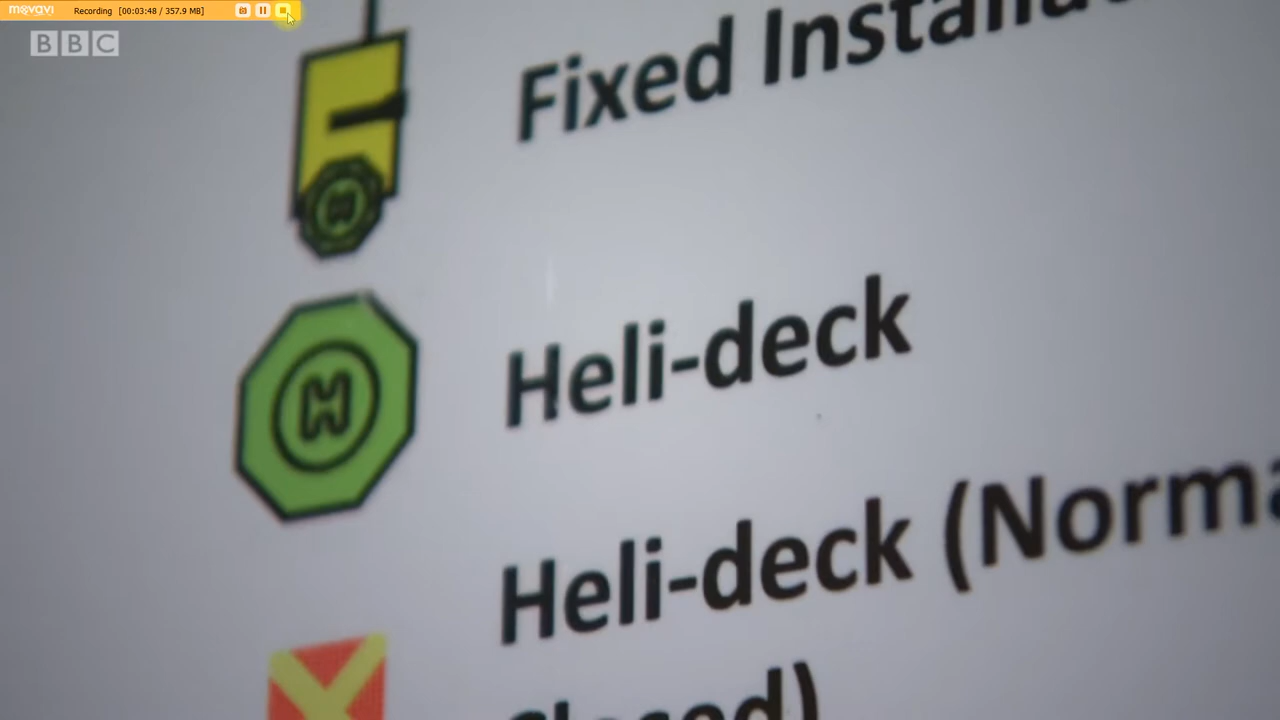 movavi Recording [00:03:48 / 357.9 MB]
BBC
Fixed
H
H
Heli-deck
Heli-deck